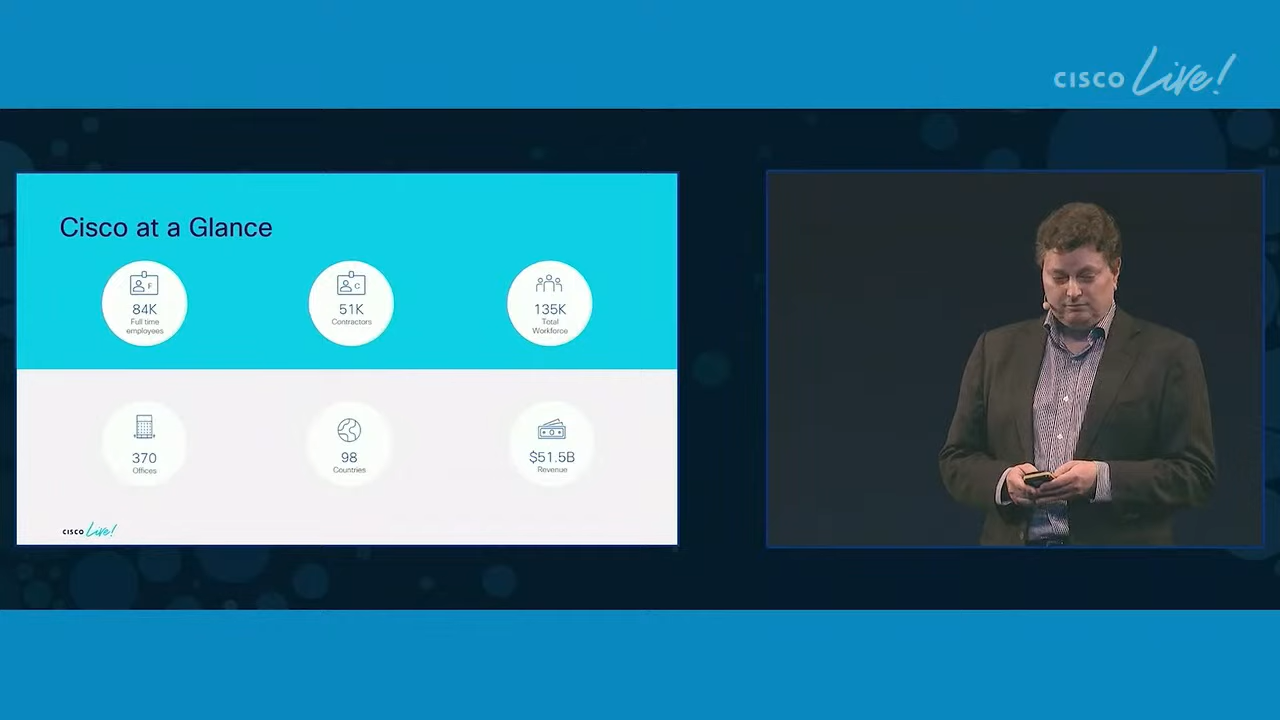 CISCO Live!
Cisco at a Glance
F
84K
Full time
employees
C
51K
Contractors
135K
Total
Workforce
370
Offices
98
Countries
$51.5B
Revenue
CISCO Live!